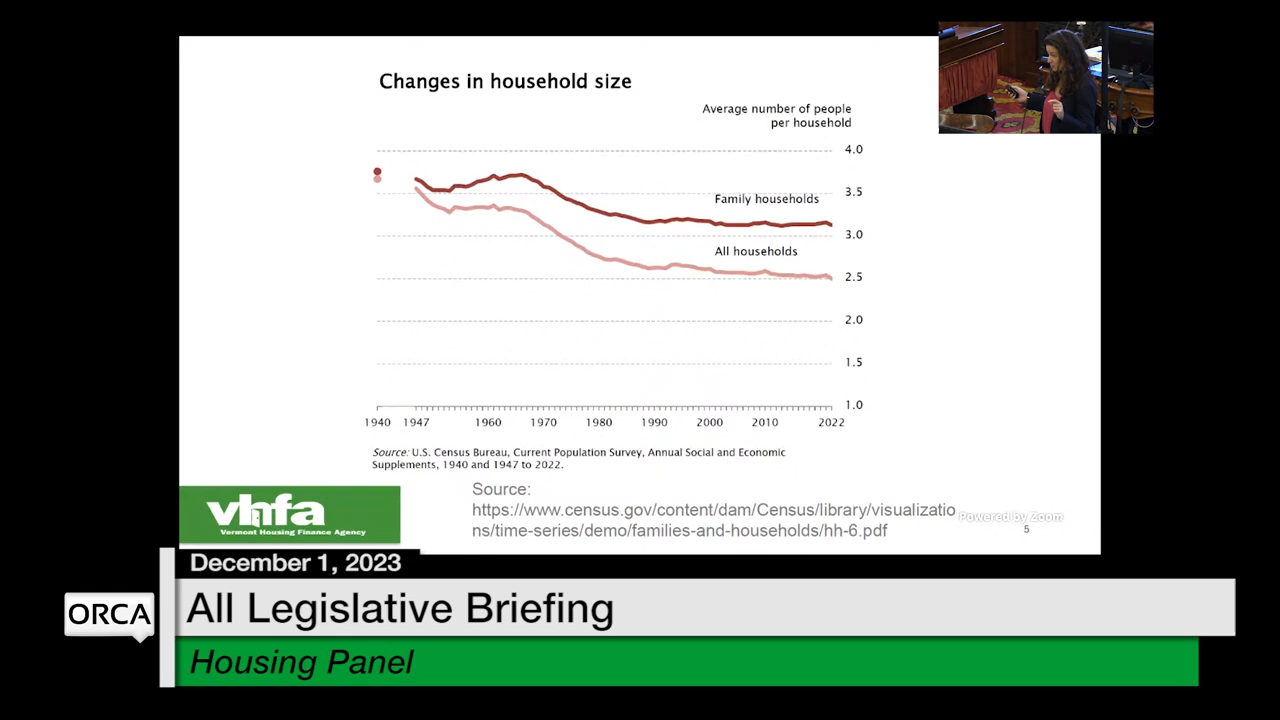 Changes in household size
Average number of people
per household
4.0
3.5
Family households
3.0
All households
2.5
2.0
1.5
1.0
1940 1947 1960 1970 1980 1990 2000 2010 2022
Source: U.S. Census Bureau, Current Population Survey, Annual Social and Economic
Supplements, 1940 and 1947 to 2022.
vhfa
Vermont Housing Finance Agency
Source:
https://www.census.gov/content/dam/Census/library/visualizatio
ns/time-series/demo/families-and-households/hh-6.pdf
Powered by Zoom
5
December 1, 2023
ORCA
All Legislative Briefing
Housing Panel